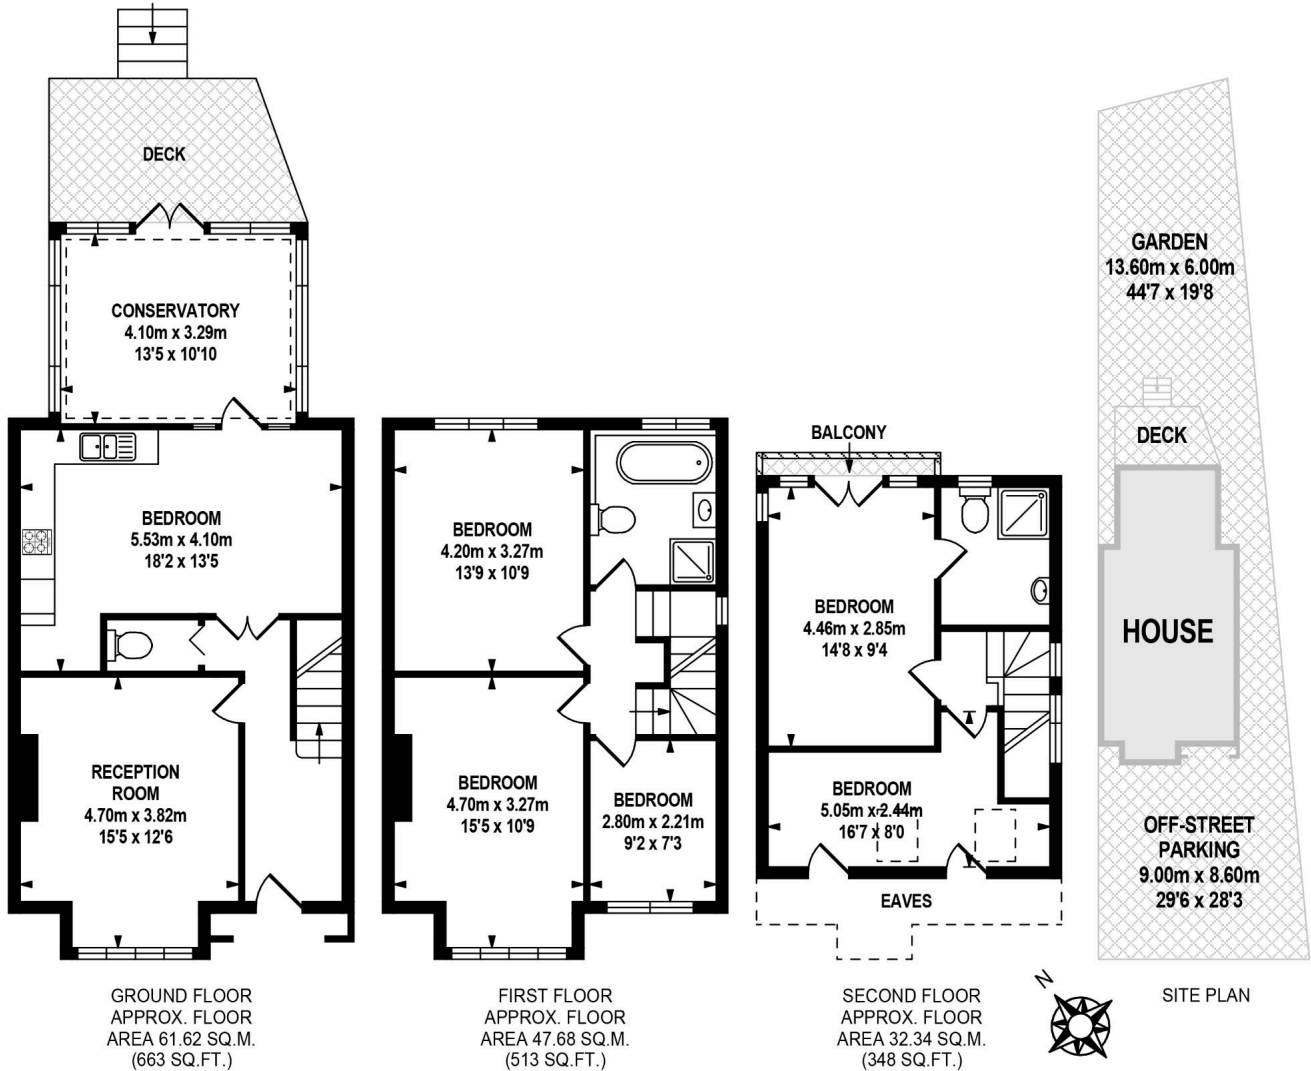 DECK
CONSERVATORY
4.10m x 3.29m
13'5 x 10'10
BEDROOM
5.53m x 4.10m
18'2 x 13'5
RECEPTION
ROOM
4.70m x 3.82m
15'5 x 12'6
GROUND FLOOR
APPROX. FLOOR
AREA 61.62 SQ.M.
(663 SQ.FT.)
BEDROOM
4.20m x 3.27m
13'9 x 10'9
BEDROOM
4.70m x 3.27m
15'5 x 10'9
BEDROOM
2.80m x 2.21m
9'2 x 7'3
FIRST FLOOR
APPROX. FLOOR
AREA 47.68 SQ.M.
(513 SQ.FT.)
BALCONY
BEDROOM
4.46m x 2.85m
14'8 x 9'4
BEDROOM
5.05m x 2.44m
16'7 x 8'0
EAVES
SECOND FLOOR
APPROX. FLOOR
AREA 32.34 SQ.M.
(348 SQ.FT.)
N
GARDEN
13.60m x 6.00m
44'7 x 19'8
DECK
HOUSE
OFF-STREET
PARKING
9.00m x 8.60m
29'6 x 28'3
SITE PLAN